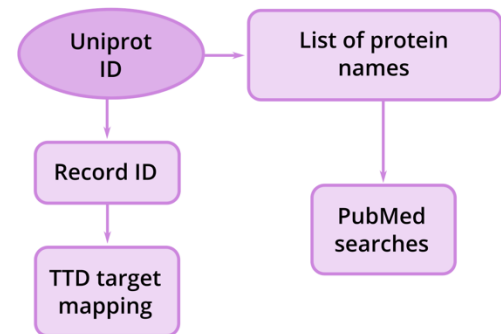 Uniprot
ID
List of protein
names
Record ID
PubMed
searches
TTD target
mapping